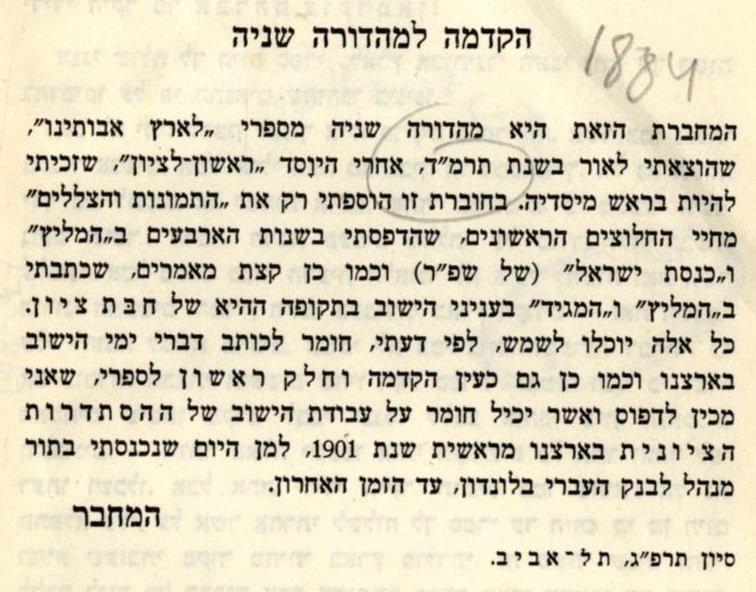 הקדמה למהדורה שניה
1884
המחברת הזאת היא מהדורה שניה מספרי „לארץ אבותינו”,
שהוצאתי לאור בשנת תרמ״ד, אחרי היוסד „ראשון־לציון”, שזכיתי
להיות בראש מיסדיה. בחוברת זו הוספתי רק את „התמונות והצללים”
מחיי החלוצים הראשונים, שהדפסתי בשנות הארבעים ב„המליץ”
ו„כנסת ישראל” (של שפ״ר) וכמו כן קצת מאמרים, שכתבתי
ב„המליץ” ו„המגיד” בעניני הישוב בתקופה ההיא של חבת ציון.
כל אלה יוכלו לשמש, לפי דעתי, חומר לכותב דברי ימי הישוב
בארצנו וכמו כן גם כעין הקדמה וחלק ראשון לספרי, שאני
מכין לדפוס ואשר יכיל חומר על עבודת הישוב של ההסתדרות
הציונית בארצנו מראשית שנת 1901, למן היום שנכנסתי בתור
מנהל לבנק העברי בלונדון, עד הזמן האחרון.
המחבר
סיון תרפ״ג, תל־אביב.